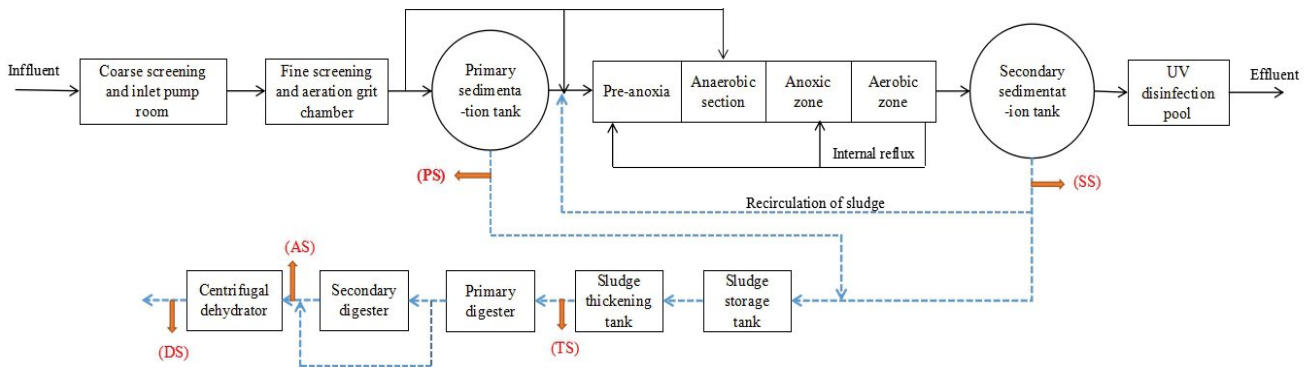 Inffluent
Coarse screening
and inlet pump
room
Fine screening
and aeration grit
chamber
Primary
sedimenta
-tion tank
Pre-anoxia
Anaerobic
section
Anoxic
zone
Aerobic
zone
Secondary
sedimentat
-ion tank
UV
disinfection
pool
Effluent
Internal reflux
(PS)
(SS)
Recirculation of sludge
(AS)
Centrifugal
dehydrator
Secondary
digester
Primary
digester
Sludge
thickening
tank
Sludge
storage
tank
(DS)
(TS)